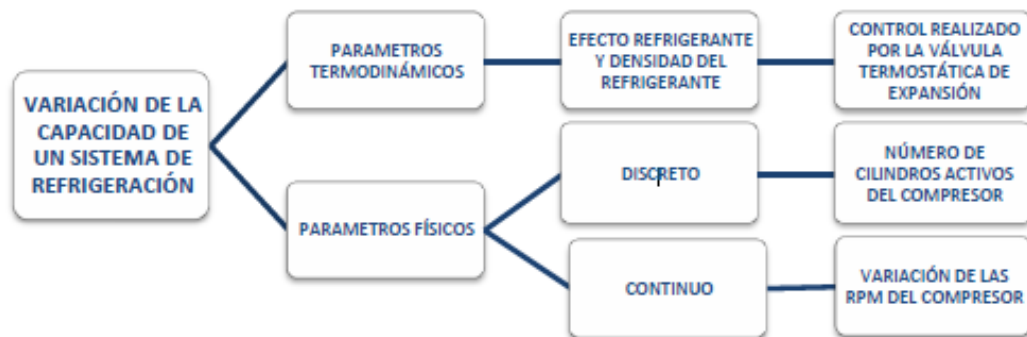 VARIACIÓN DE LA
CAPACIDAD DE
UN SISTEMA DE
REFRIGERACIÓN
PARAMETROS
TERMODINÁMICOS
EFECTO REFRIGERANTE
Y DENSIDAD DEL
REFRIGERANTE
CONTROL REALIZADO
POR LA VÁLVULA
TERMOSTÁTICA DE
EXPANSIÓN
PARAMETROS FÍSICOS
DISCRETO
NÚMERO DE
CILINDROS ACTIVOS
DEL COMPRESOR
CONTINUO
VARIACIÓN DE LAS
RPM DEL COMPRESOR